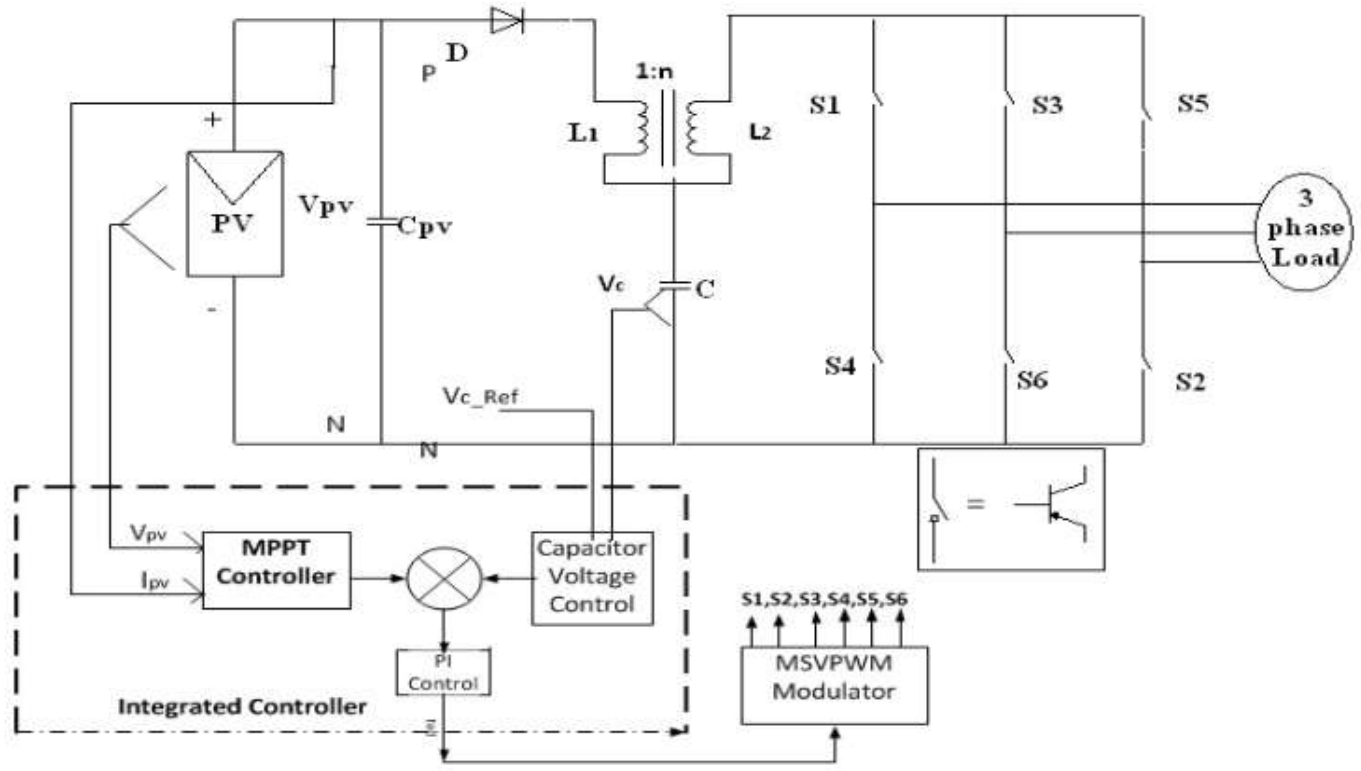 D
P
1:n
L1
L2
S1
S3
S5
+
PV
-
Vpv
Cpv
3
phase
Load
Vc
C
S4
S6
S2
Vc_Ref
N
N
=
Vpv
Ipv
MPPT
Controller
Capacitor
Voltage
Control
PI
Control
Integrated Controller
S1,S2,S3,S4,S5,S6
MSVPWM
Modulator